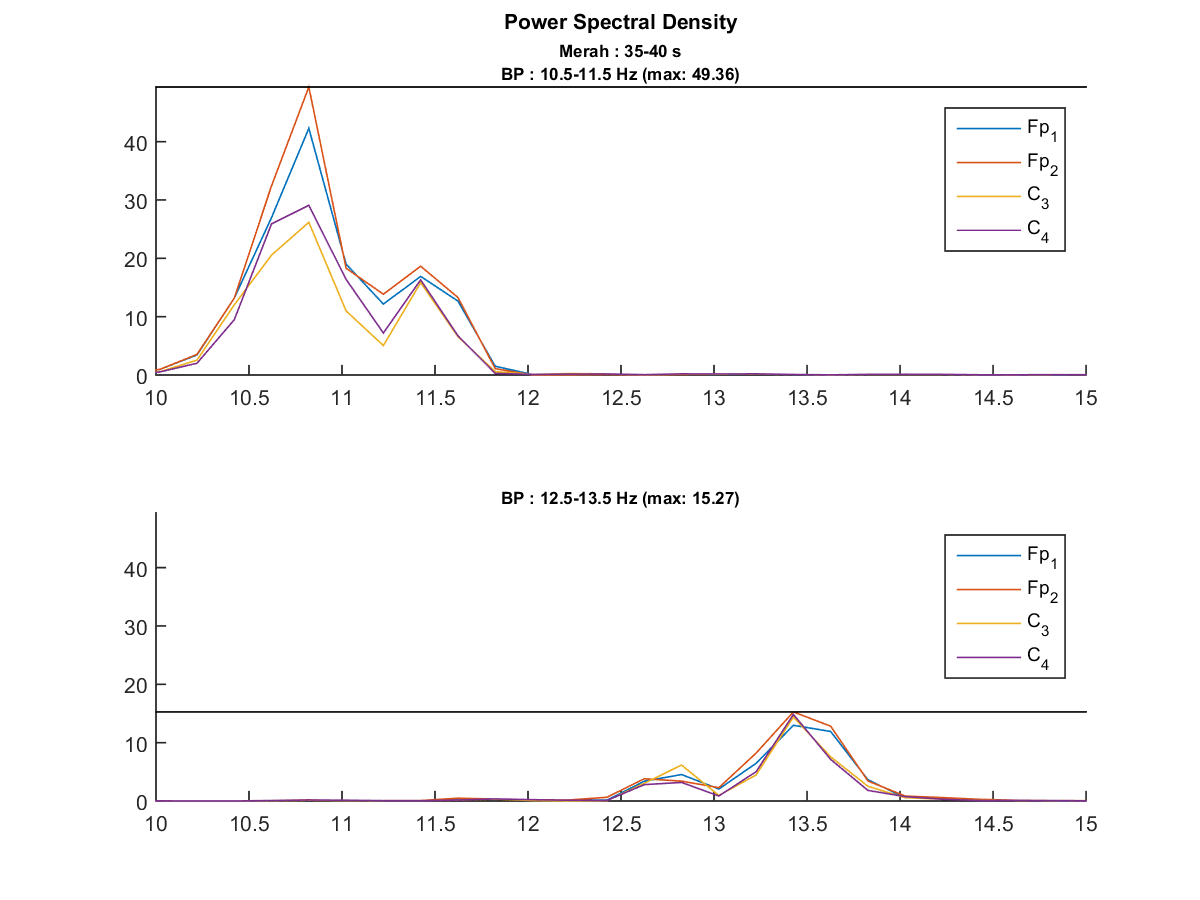 Power Spectral Density
Merah : 35-40 s
BP : 10.5-11.5 Hz (max: 49.36)
40
30
20
10
0
10 10.5 11 11.5 12 12.5 13 13.5 14 14.5 15
Fp1
Fp2
C3
C4
BP : 12.5-13.5 Hz (max: 15.27)
40
30
20
10
0
10 10.5 11 11.5 12 12.5 13 13.5 14 14.5 15
Fp1
Fp2
C3
C4